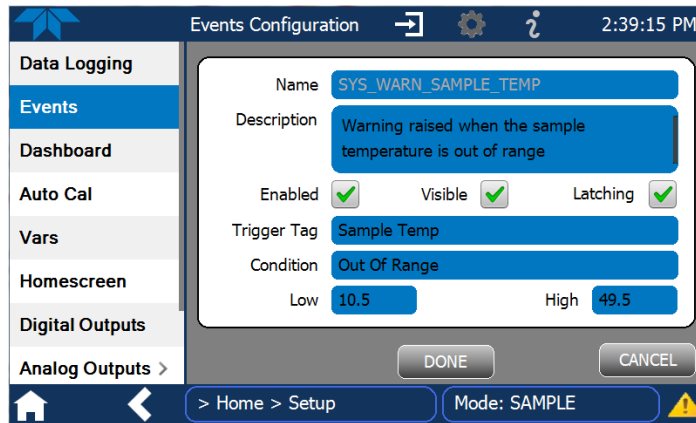 Events Configuration
2:39:15 PM
Data Logging
Events
Dashboard
Auto Cal
Vars
Homescreen
Digital Outputs
Analog Outputs >
Name SYS_WARN_SAMPLE_TEMP
Description Warning raised when the sample
temperature is out of range
Enabled Visible Latching
Trigger Tag Sample Temp
Condition Out Of Range
Low 10.5 High 49.5
DONE CANCEL
> Home > Setup Mode: SAMPLE